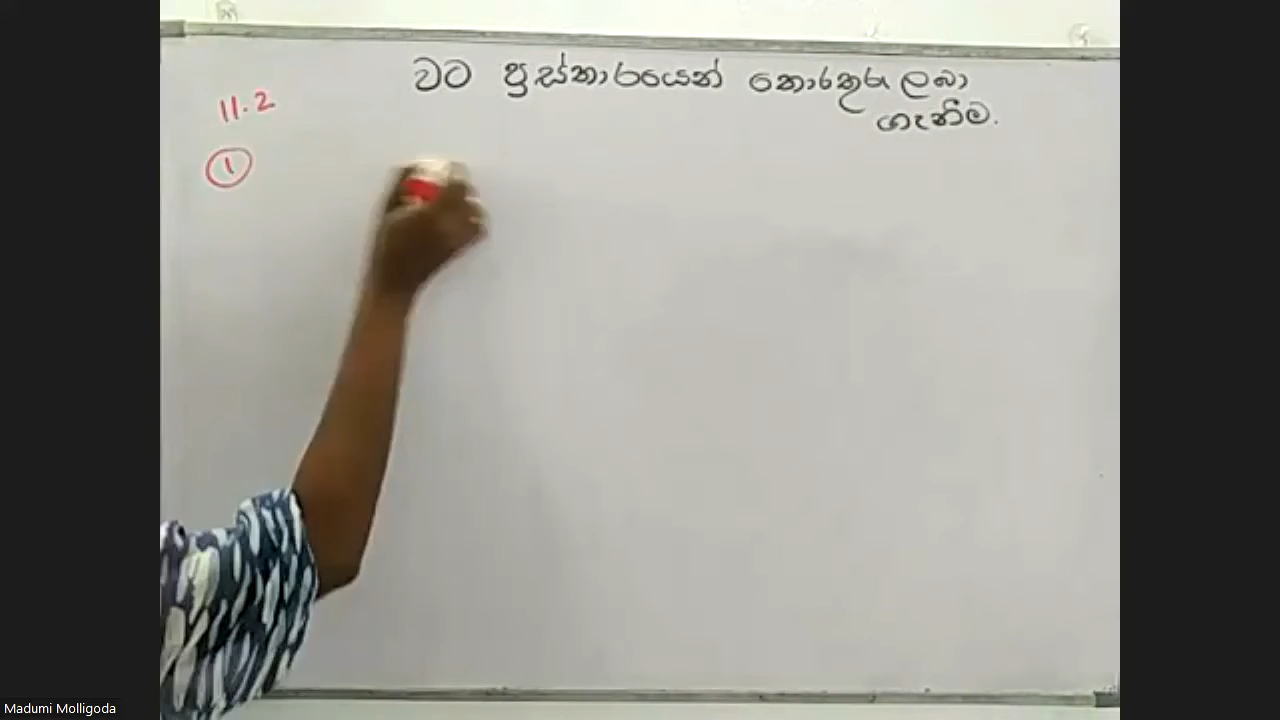 වට ප්‍රස්තාරයෙන් තොරතුරු ලබා
ගැනීම.
11.2
1
Madumi Molligoda